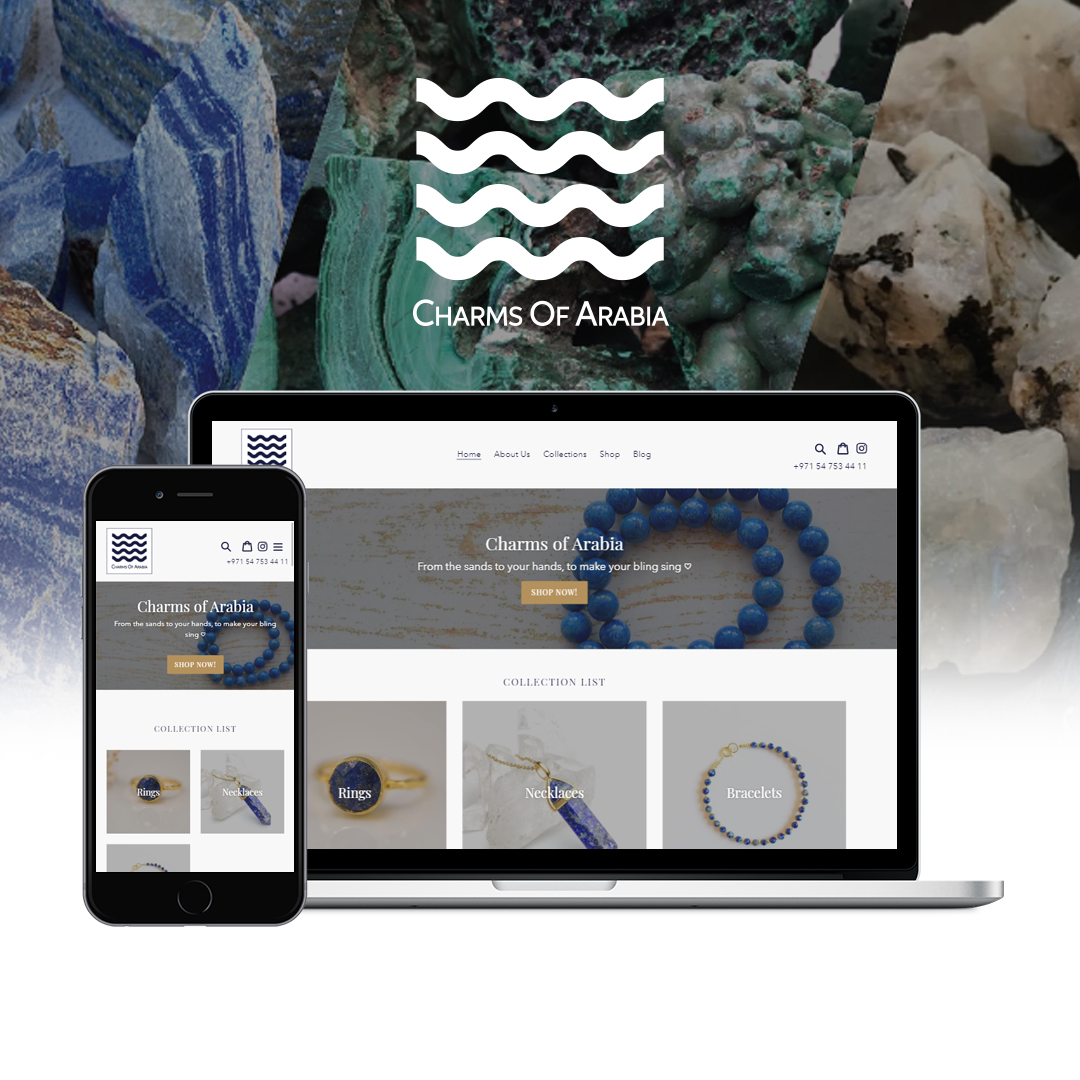 CHARMS OF ARABIA
Home About Us Collections Shop Blog
+971 54 753 44 11
Charms of Arabia
From the sands to your hands, to make your bling sing ♡
SHOP NOW!
COLLECTION LIST
Rings
Necklaces
Bracelets
CHARMS OF ARABIA
+971 54 753 44 11
Charms of Arabia
From the sands to your hands, to make your bling
sing ♡
SHOP NOW!
COLLECTION LIST
Rings
Necklaces